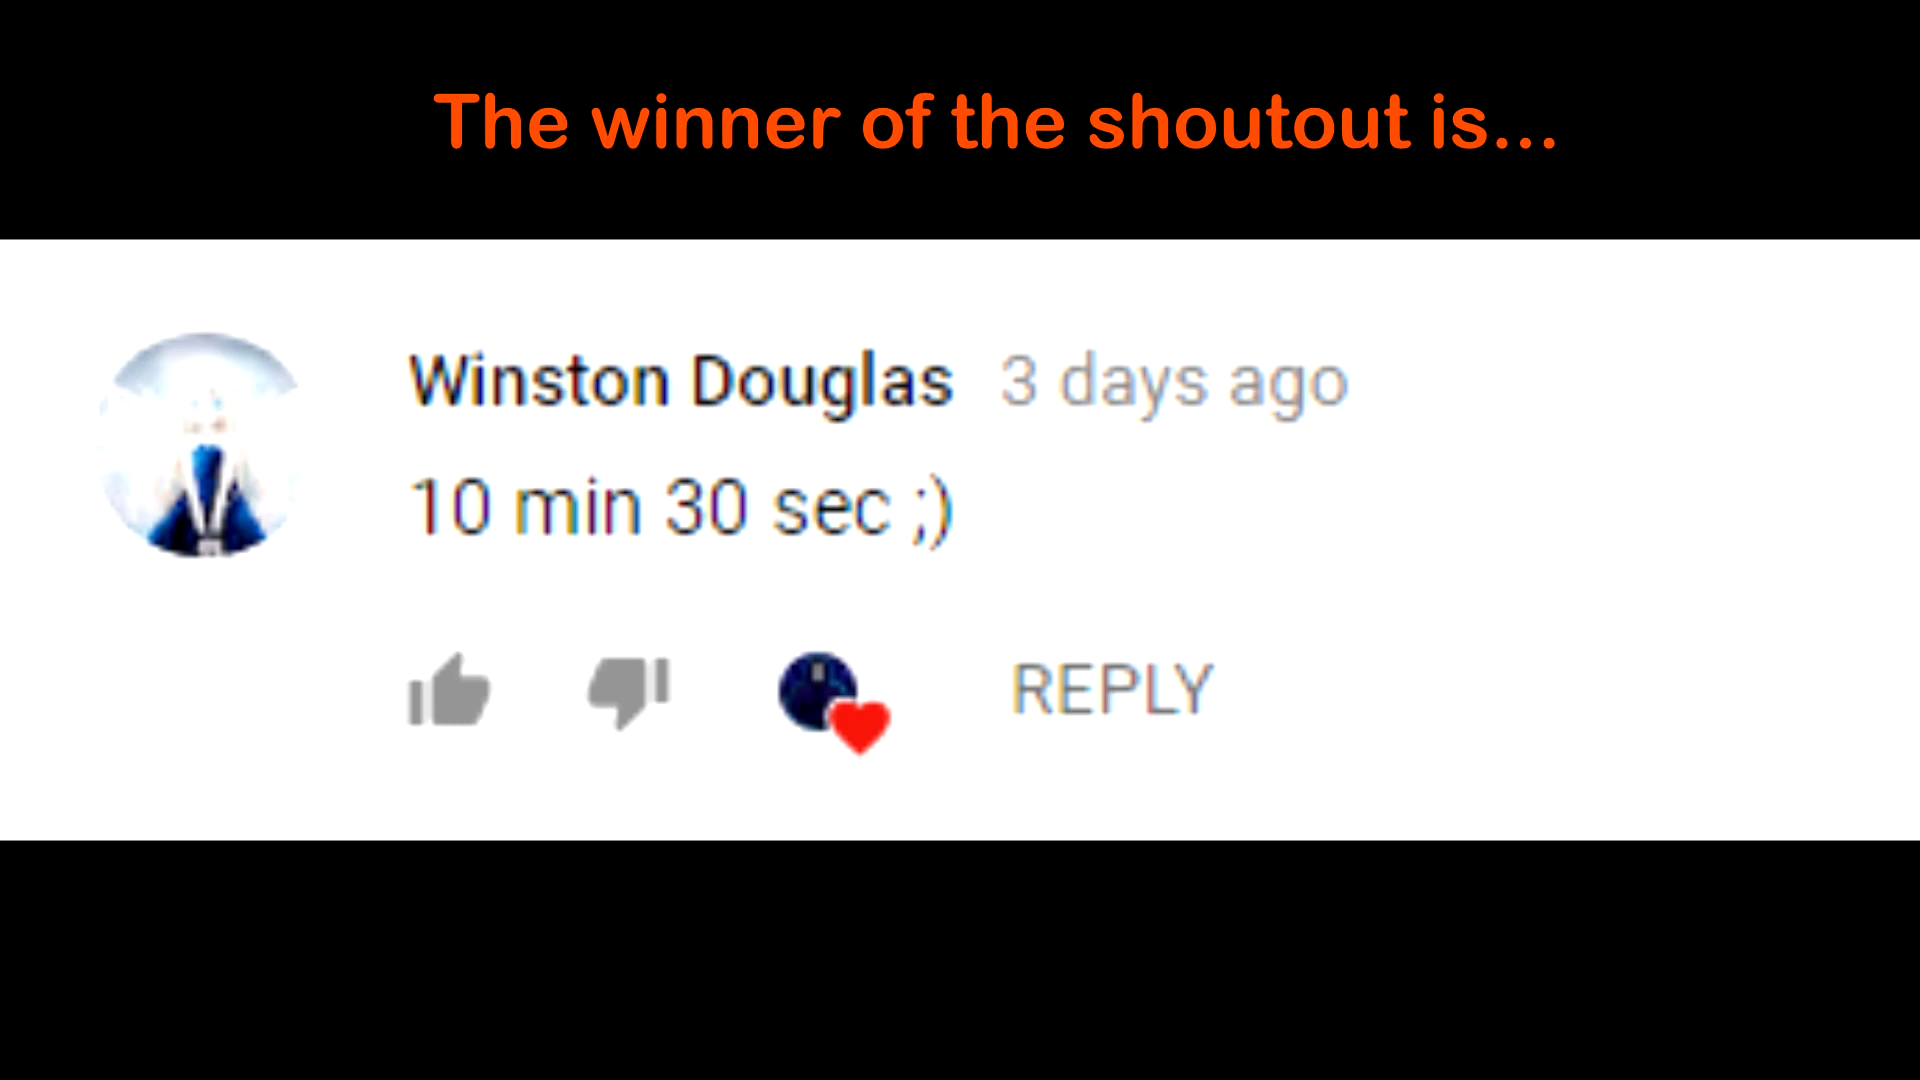 The winner of the shoutout is...
Winston Douglas 3 days ago
10 min 30 sec ;)
REPLY